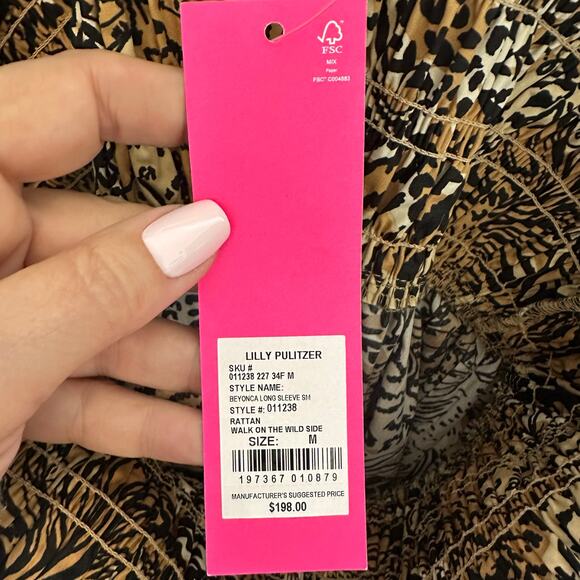 FSC
MIX
Paper
FSC® C004883
LILLY PULITZER
SKU #
011238 227 34F M
STYLE NAME:
BEYONCA LONG SLEEVE SM
STYLE #: 011238
RATTAN
WALK ON THE WILD SIDE
SIZE: M
197367 010879
MANUFACTURER'S SUGGESTED PRICE
$198.00